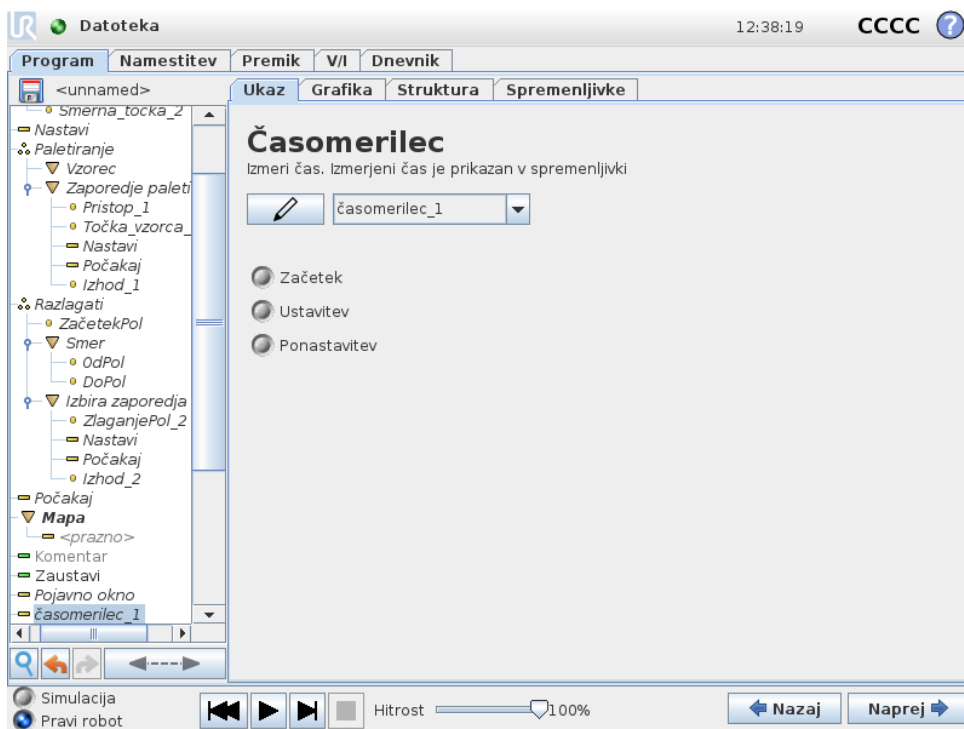 UR Datoteka 12:38:19 CCCC ?
Program Namestitev Premik V/I Dnevnik
<unnamed>
Ukaz Grafika Struktura Spremenljivke
Smerna_točka_2
Nastavi
Paletiranje
Vzorec
Zaporedje paleti
Pristop_1
Točka_vzorca_
Nastavi
Počakaj
Izhod_1
Razlagati
ZačetekPol
Smer
OdPol
DoPol
Izbira zaporedja
ZlaganjePol_2
Nastavi
Počakaj
Izhod_2
Počakaj
Mapa
<prazno>
Komentar
Zaustavi
Pojavno okno
časomerilec_1
Časomerilec
Izmeri čas. Izmerjeni čas je prikazan v spremenljivki
časomerilec_1
Začetek
Ustavitev
Ponastavitev
Simulacija
Pravi robot
Hitrost 100%
Nazaj Naprej